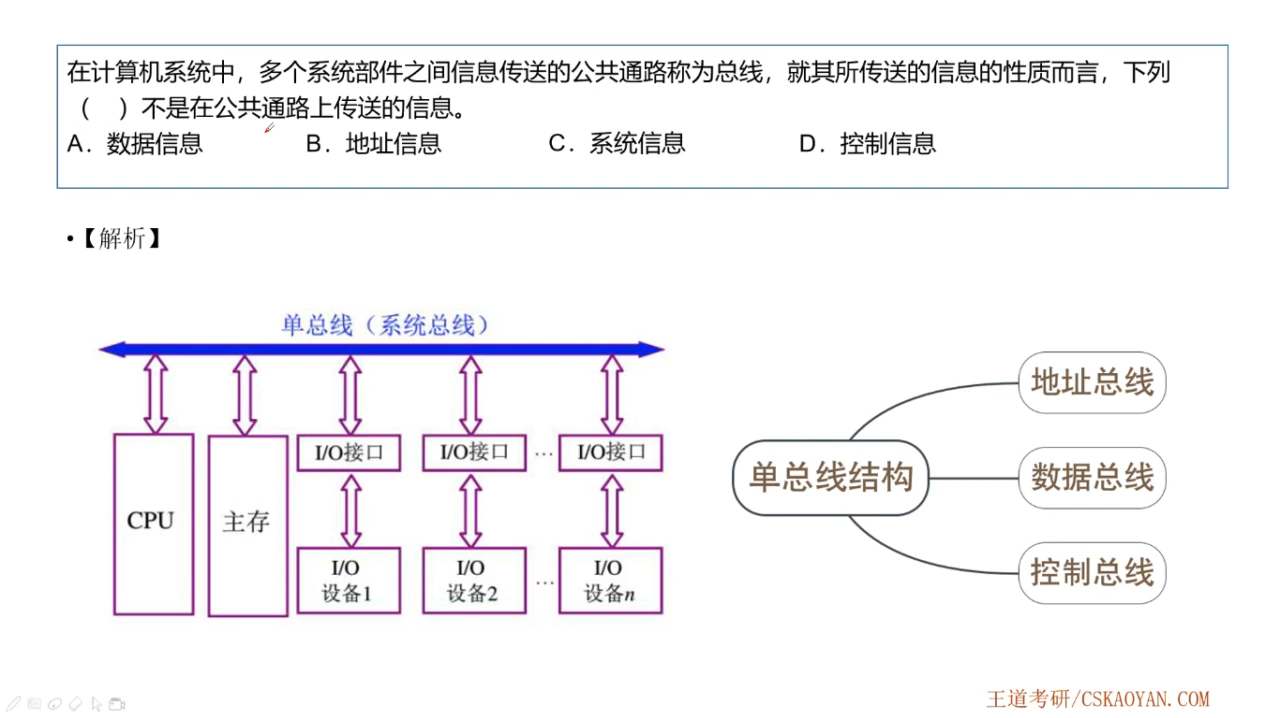 在计算机系统中，多个系统部件之间信息传送的公共通路称为总线，就其所传送的信息的性质而言，下列
（ ）不是在公共通路上传送的信息。
A．数据信息 B．地址信息 C．系统信息 D．控制信息
•【解析】
单总线（系统总线）
CPU
主存
I/O接口
I/O接口
…
I/O接口
I/O
设备1
I/O
设备2
…
I/O
设备n
单总线结构
地址总线
数据总线
控制总线
王道考研/CSKAOYAN.COM